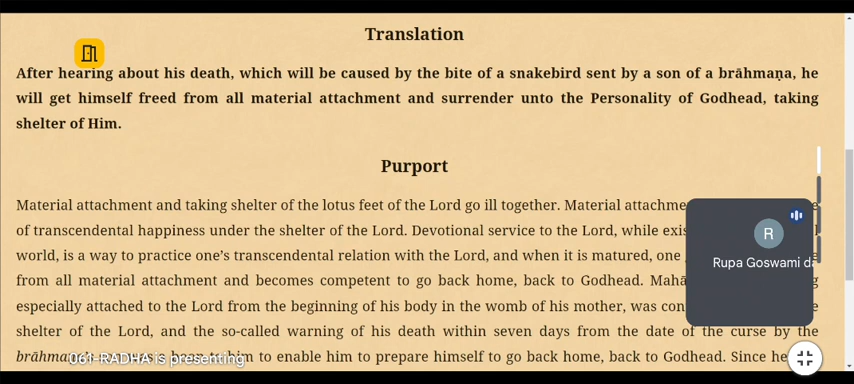 Translation
After hearing about his death, which will be caused by the bite of a snakebird sent by a son of a brāhmaṇa, he
will get himself freed from all material attachment and surrender unto the Personality of Godhead, taking
shelter of Him.
Purport
Material attachment and taking shelter of the lotus feet of the Lord go ill together. Material attachme
of transcendental happiness under the shelter of the Lord. Devotional service to the Lord, while exis
world, is a way to practice one's transcendental relation with the Lord, and when it is matured, one
from all material attachment and becomes competent to go back home, back to Godhead. Mahā
especially attached to the Lord from the beginning of his body in the womb of his mother, was con
shelter of the Lord, and the so-called warning of his death within seven days from the date of the curse by the
him to enable him to prepare himself to go back home, back to Godhead. Since he
R
Rupa Goswami da
061-RADHA is presenting